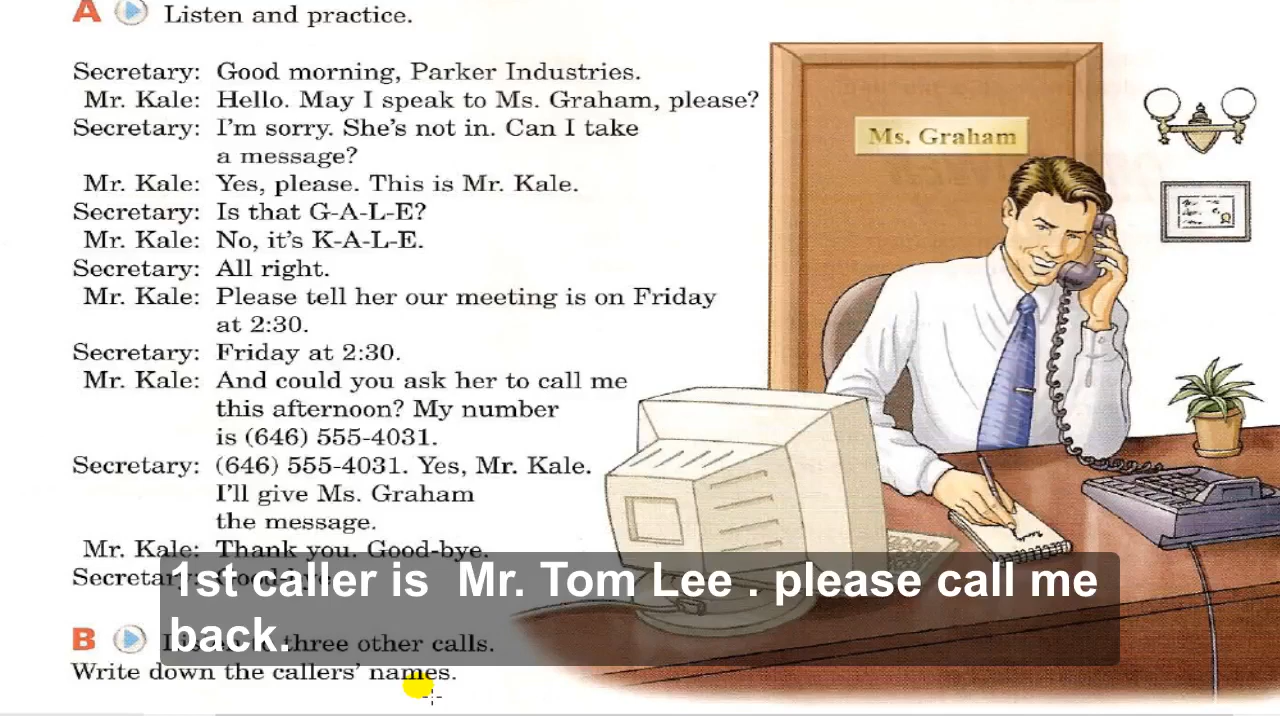 A Listen and practice.
Secretary: Good morning, Parker Industries.
Mr. Kale: Hello. May I speak to Ms. Graham, please?
Secretary: I'm sorry. She's not in. Can I take
a message?
Mr. Kale: Yes, please. This is Mr. Kale.
Secretary: Is that G-A-L-E?
Mr. Kale: No, it's K-A-L-E.
Secretary: All right.
Mr. Kale: Please tell her our meeting is on Friday
at 2:30.
Secretary: Friday at 2:30.
Mr. Kale: And could you ask her to call me
this afternoon? My number
is (646) 555-4031.
Secretary: (646) 555-4031. Yes, Mr. Kale.
I'll give Ms. Graham
the message.
Mr. Kale: Thank you. Good-bye.
Secretary: Good-bye.
B Listen to three other calls.
Write down the callers' names.
Ms. Graham
1st caller is Mr. Tom Lee . please call me
back.